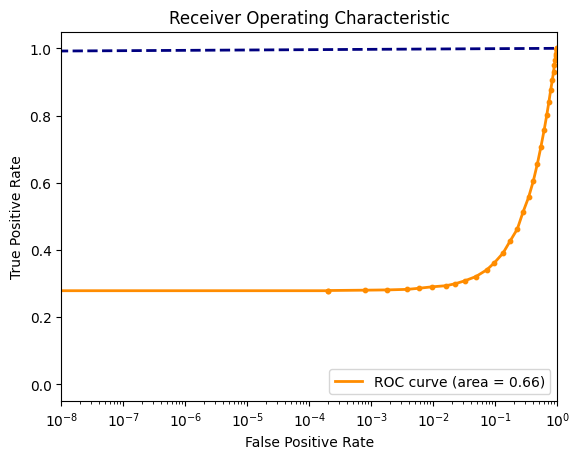 Receiver Operating Characteristic
True Positive Rate
1.0
0.8
0.6
0.4
0.2
0.0
ROC curve (area = 0.66)
10⁻⁸ 10⁻⁷ 10⁻⁶ 10⁻⁵ 10⁻⁴ 10⁻³ 10⁻² 10⁻¹ 10⁰
False Positive Rate